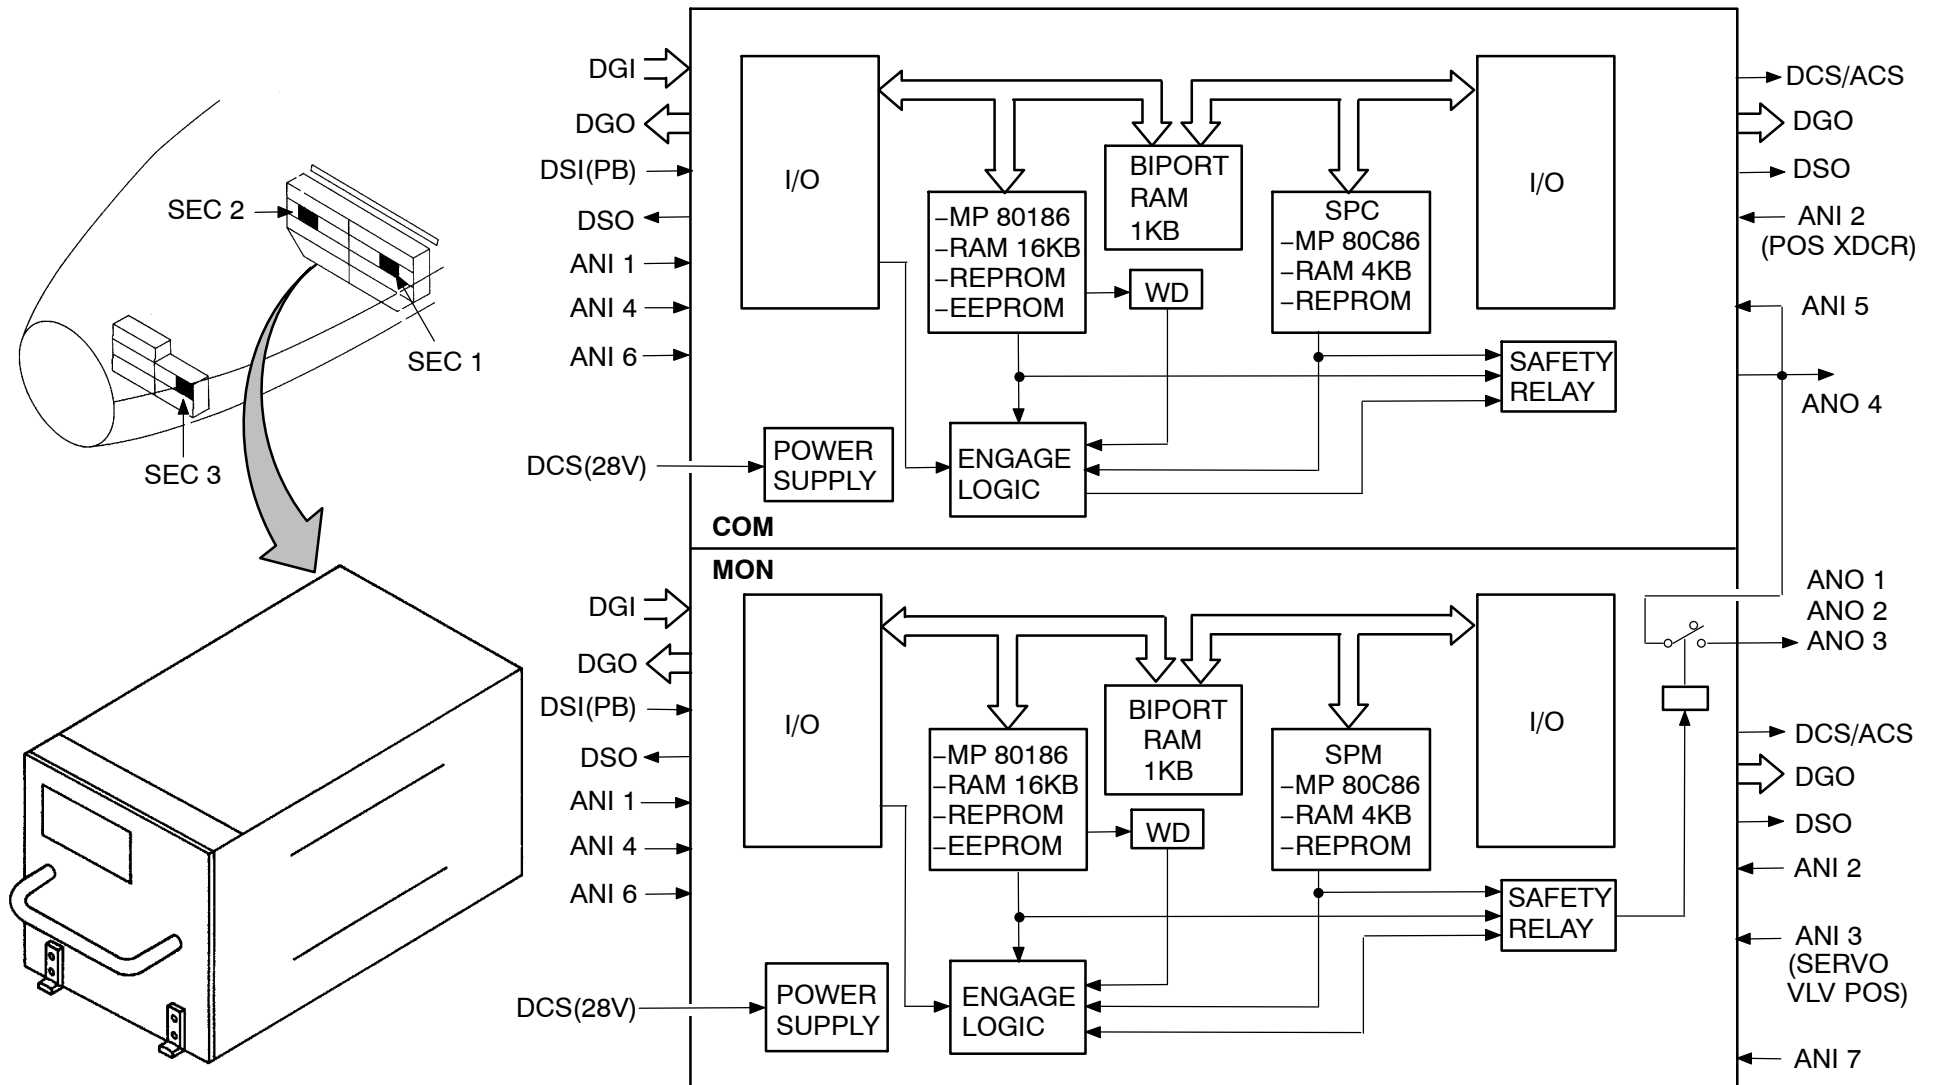 SEC 2
SEC 1
SEC 3
DGI
DGO
DSI(PB)
DSO
ANI 1
ANI 4
ANI 6
DCS(28V)
I/O
–MP 80186
–RAM 16KB
–REPROM
–EEPROM
BIPORT
RAM
1KB
WD
SPC
–MP 80C86
–RAM 4KB
–REPROM
I/O
SAFETY
RELAY
POWER
SUPPLY
ENGAGE
LOGIC
COM
DCS/ACS
DGO
DSO
ANI 2
(POS XDCR)
ANI 5
ANO 4
MON
DGI
DGO
DSI(PB)
DSO
ANI 1
ANI 4
ANI 6
DCS(28V)
I/O
–MP 80186
–RAM 16KB
–REPROM
–EEPROM
BIPORT
RAM
1KB
WD
SPM
–MP 80C86
–RAM 4KB
–REPROM
I/O
SAFETY
RELAY
POWER
SUPPLY
ENGAGE
LOGIC
ANO 1
ANO 2
ANO 3
DCS/ACS
DGO
DSO
ANI 2
ANI 3
(SERVO
VLV POS)
ANI 7